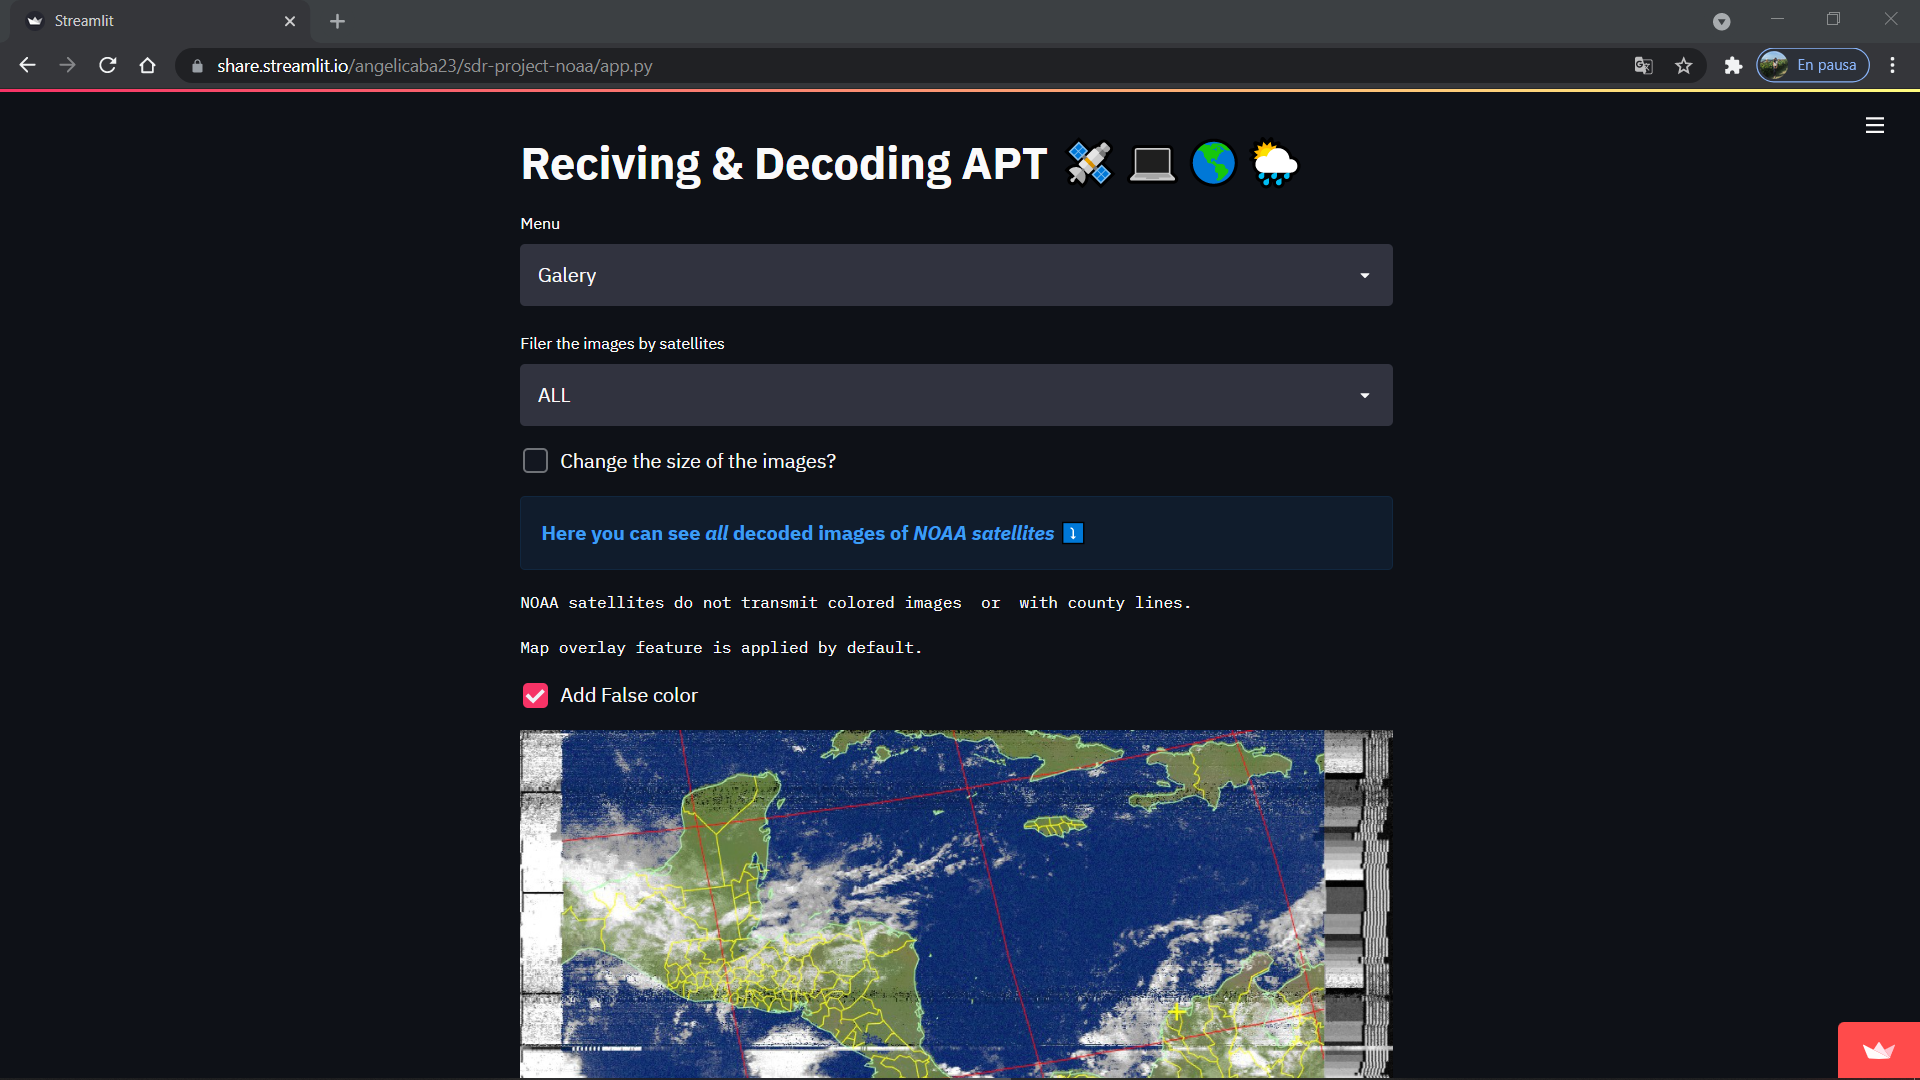 Streamlit
share.streamlit.io/angelicaba23/sdr-project-noaa/app.py
En pausa
Reciving & Decoding APT
Menu
Galery
Filer the images by satellites
ALL
Change the size of the images?
Here you can see all decoded images of NOAA satellites
NOAA satellites do not transmit colored images or with county lines.
Map overlay feature is applied by default.
Add False color